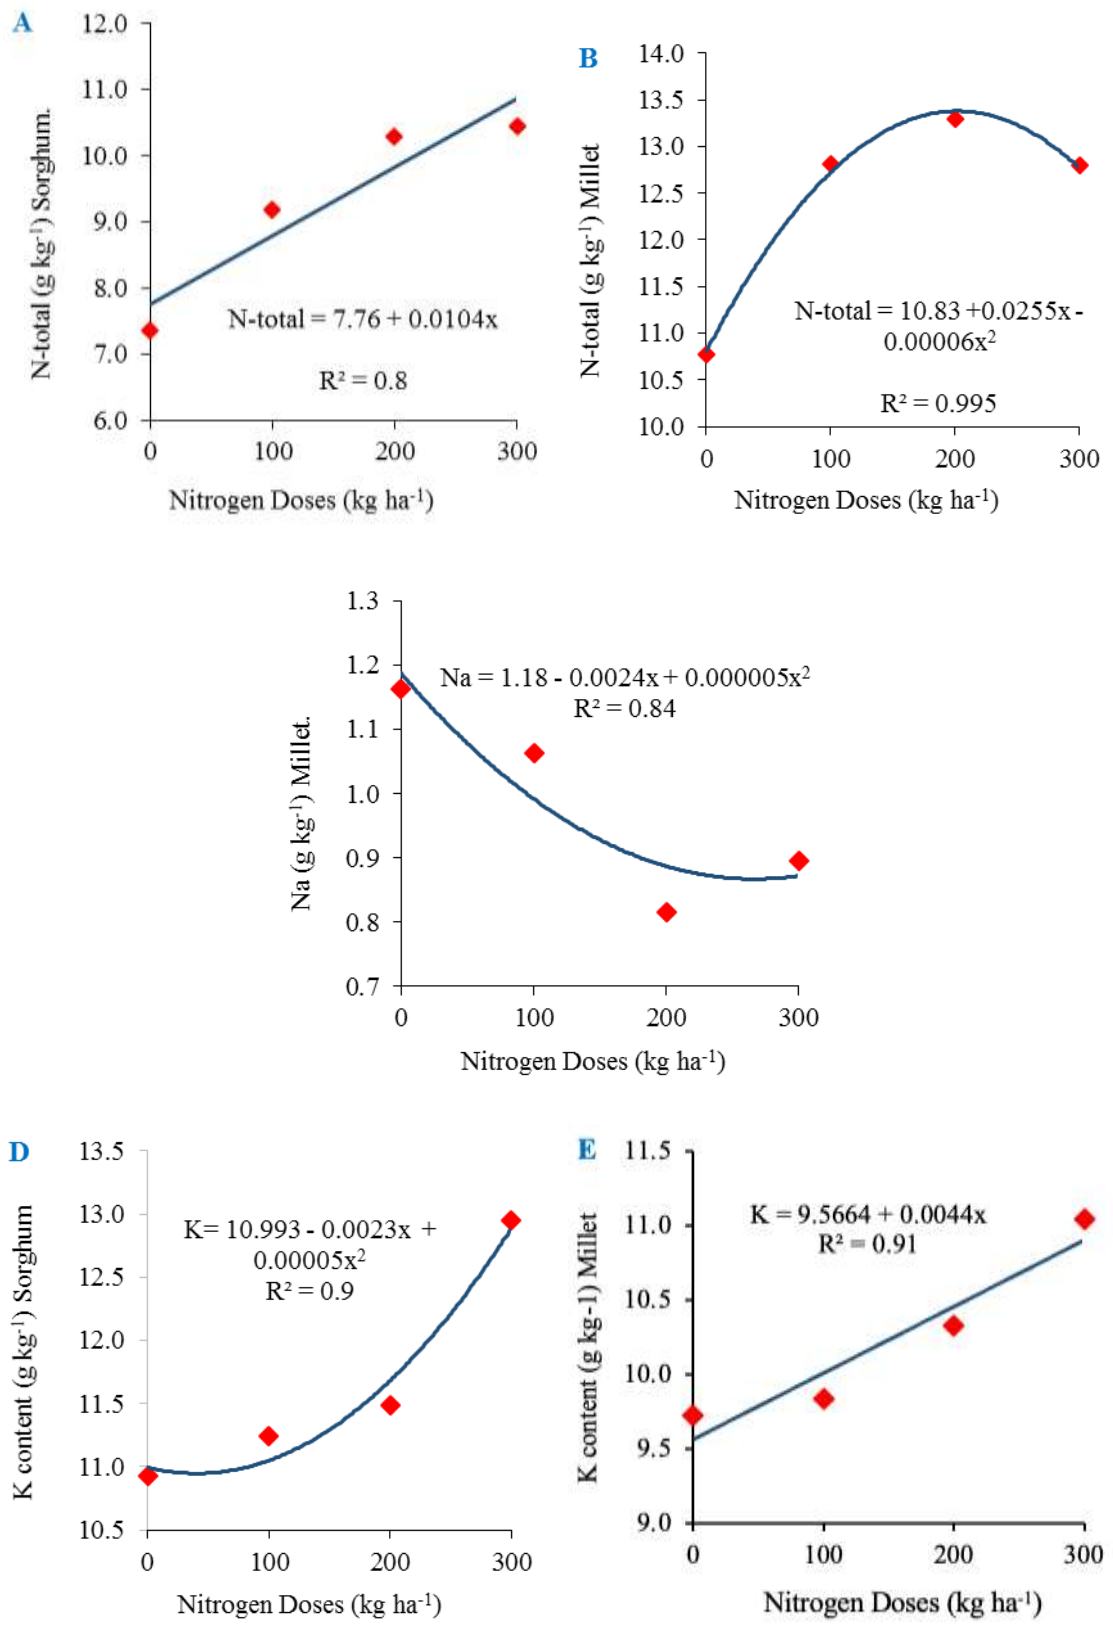 A
12.0
11.0
10.0
9.0
8.0
7.0
6.0
N-total (g kg⁻¹) Sorghum.
N-total = 7.76 + 0.0104x
R² = 0.8
0 100 200 300
Nitrogen Doses (kg ha⁻¹)
B
14.0
13.5
13.0
12.5
12.0
11.5
11.0
10.5
10.0
N-total (g kg⁻¹) Millet
N-total = 10.83 +0.0255x -
0.00006x²
R² = 0.995
0 100 200 300
Nitrogen Doses (kg ha⁻¹)
1.3
1.2
1.1
1.0
0.9
0.8
0.7
Na (g kg⁻¹) Millet.
Na = 1.18 - 0.0024x + 0.000005x²
R² = 0.84
0 100 200 300
Nitrogen Doses (kg ha⁻¹)
D
13.5
13.0
12.5
12.0
11.5
11.0
10.5
K content (g kg⁻¹) Sorghum
K= 10.993 - 0.0023x +
0.00005x²
R² = 0.9
0 100 200 300
Nitrogen Doses (kg ha⁻¹)
E
11.5
11.0
10.5
10.0
9.5
9.0
K content (g kg-1) Millet
K = 9.5664 + 0.0044x
R² = 0.91
0 100 200 300
Nitrogen Doses (kg ha⁻¹)